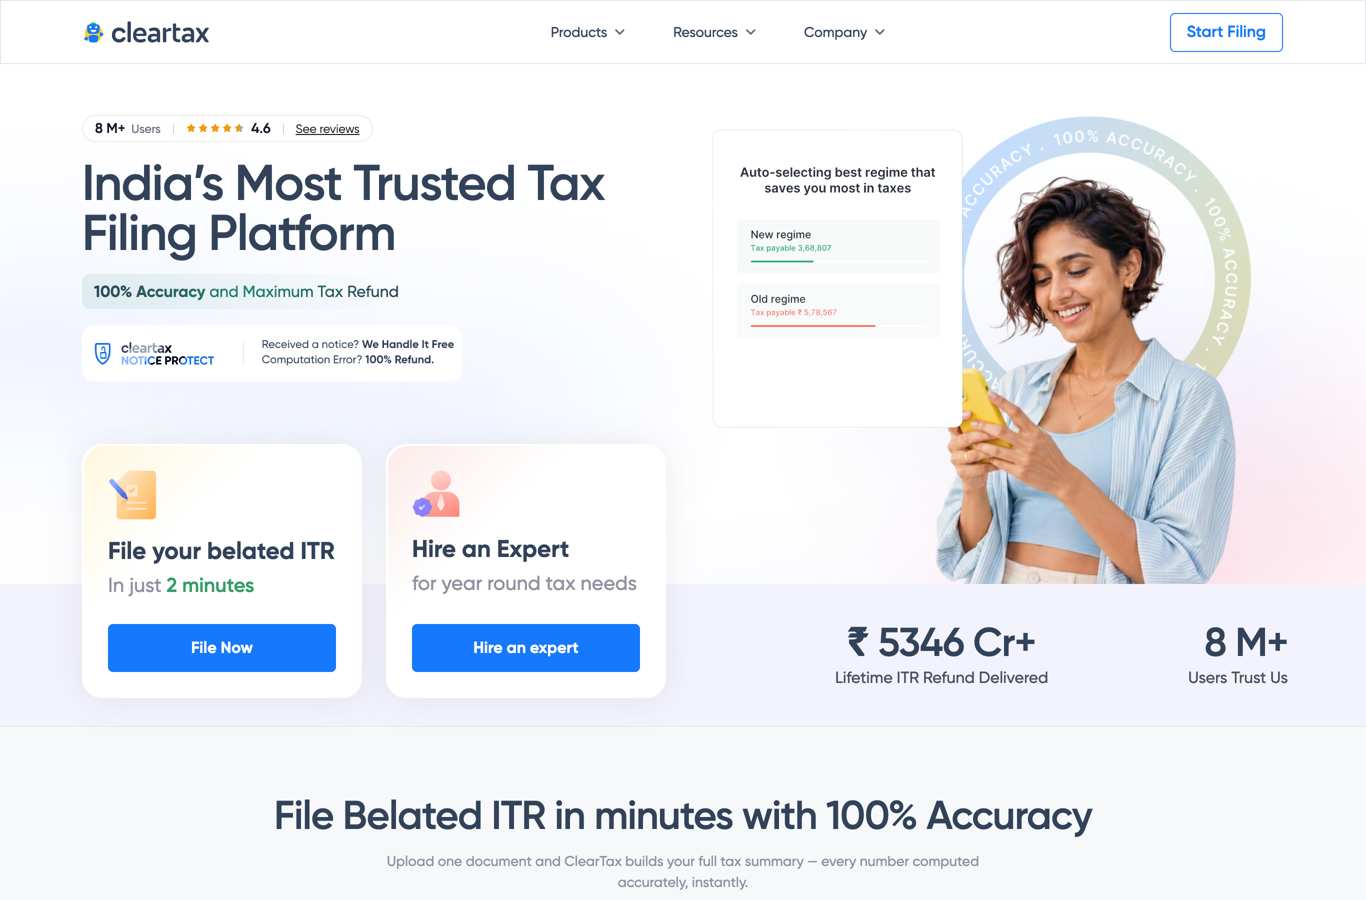 cleartax
Products
Resources
Company
Start Filing
8 M+ Users
4.6
See reviews
India's Most Trusted Tax
Filing Platform
100% Accuracy and Maximum Tax Refund
cleartax
NOTICE PROTECT
Received a notice? We Handle It Free
Computation Error? 100% Refund.
Auto-selecting best regime that
saves you most in taxes
New regime
Tax payable 3,68,807
Old regime
Tax payable ₹ 5,78,567
ACCURACY . 100% ACCURACY . 100% ACCURACY .
File your belated ITR
In just 2 minutes
File Now
Hire an Expert
for year round tax needs
Hire an expert
₹ 5346 Cr+
Lifetime ITR Refund Delivered
8 M+
Users Trust Us
File Belated ITR in minutes with 100% Accuracy
Upload one document and ClearTax builds your full tax summary — every number computed
accurately, instantly.